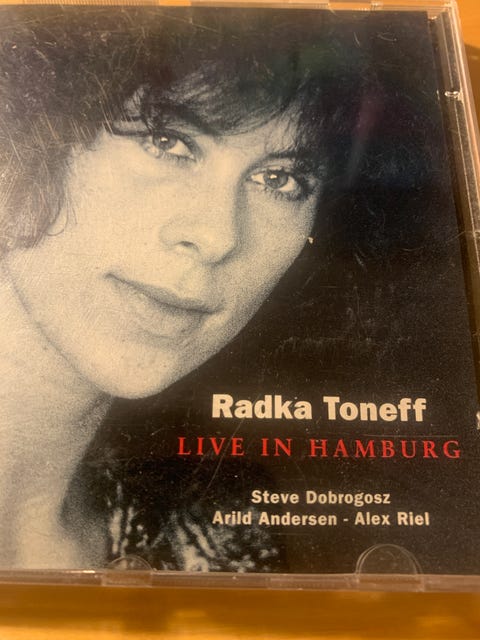 Radka Toneff
LIVE IN HAMBURG
Steve Dobrogosz
Arild Andersen - Alex Riel